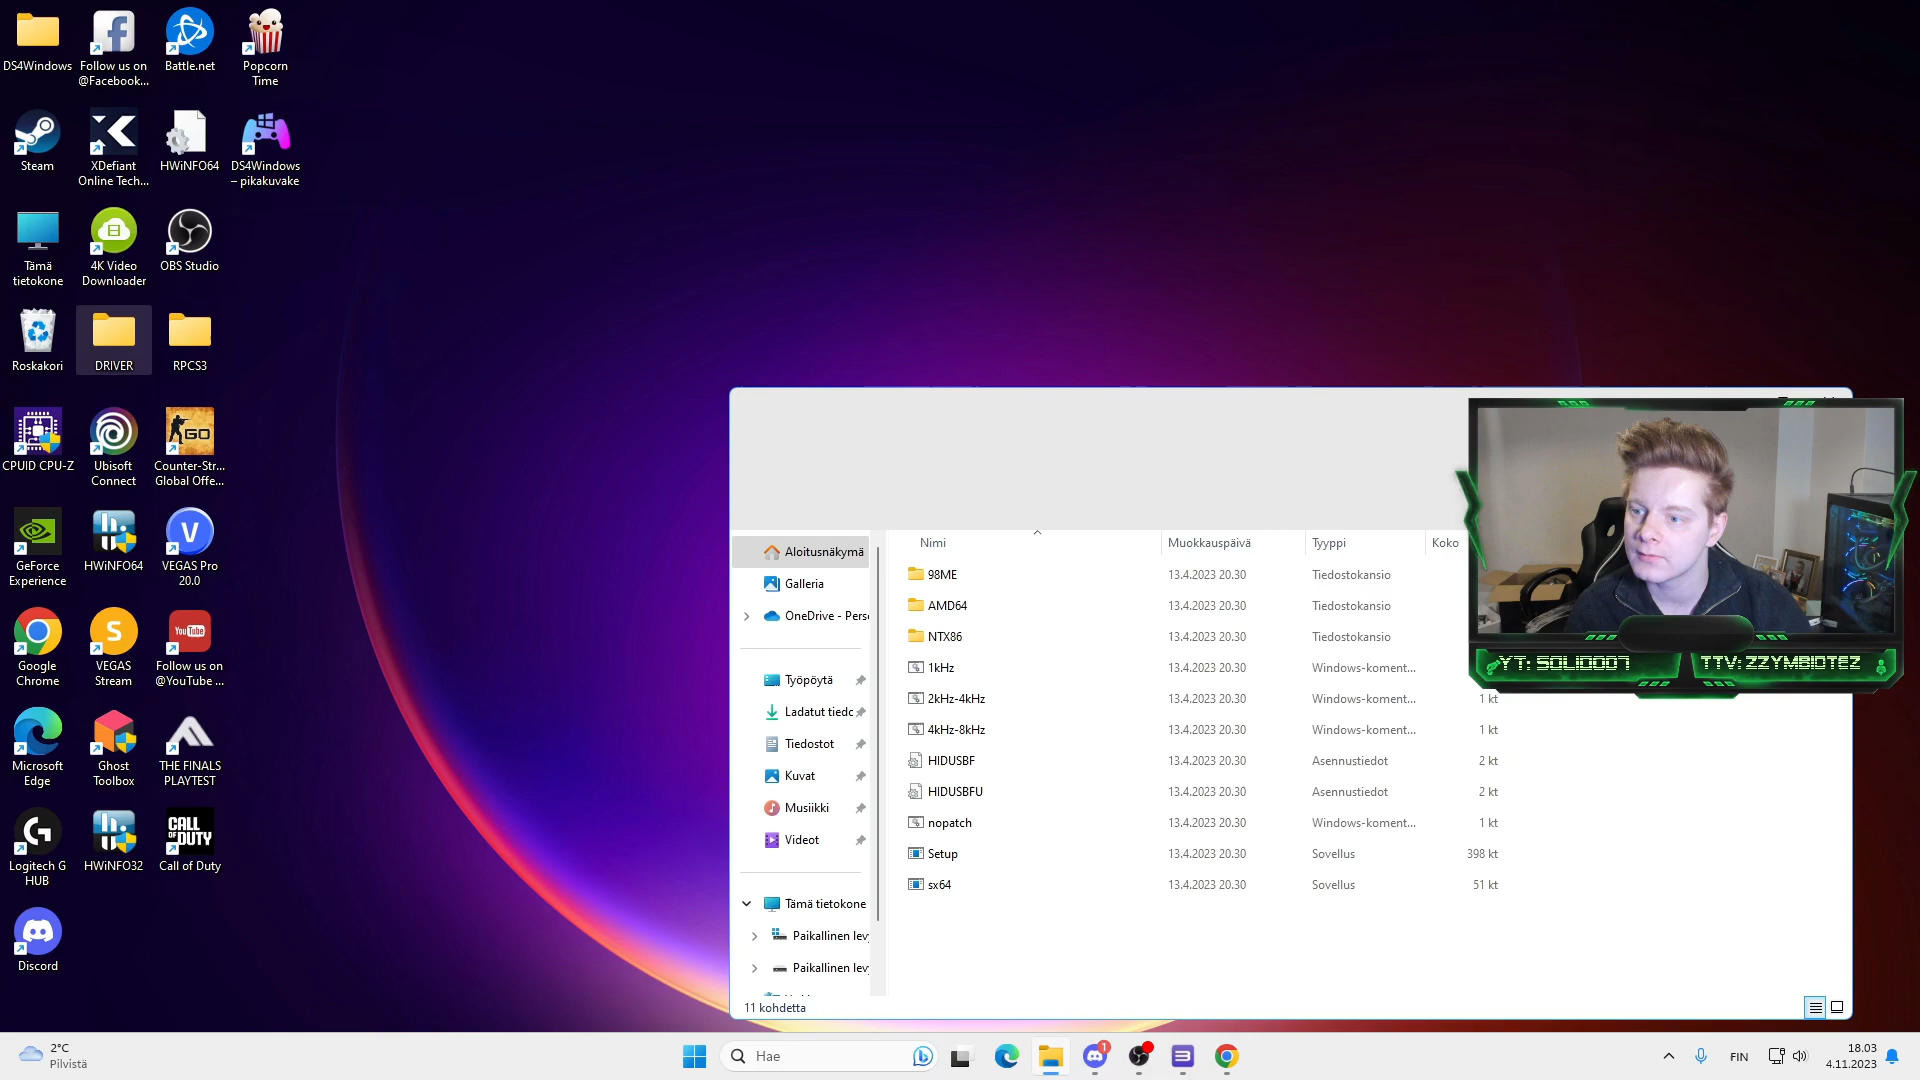 DS4Windows
Follow us on
@Facebook...
Battle.net
Popcorn
Time
Steam
XDefiant
Online Tech...
HWiNFO64
DS4Windows
– pikakuvake
Tämä
tietokone
4K Video
Downloader
OBS Studio
Roskakori
DRIVER
RPCS3
CPUID CPU-Z
Ubisoft
Connect
GO
Counter-Str...
Global Offe...
GeForce
Experience
HWiNFO64
V
VEGAS Pro
20.0
Google
Chrome
S
VEGAS
Stream
YouTube
Follow us on
@YouTube ...
Microsoft
Edge
Ghost
Toolbox
THE FINALS
PLAYTEST
Logitech G
HUB
HWiNFO32
CALL OF
DUTY
Call of Duty
Discord
Aloitusnäkymä
Galleria
OneDrive - Pers
Työpöytä
Ladatut tiedc
Tiedostot
Kuvat
Musiikki
Videot
Tämä tietokone
Paikallinen lev
Paikallinen lev
Nimi Muokkauspäivä Tyyppi Koko
98ME 13.4.2023 20.30 Tiedostokansio
AMD64 13.4.2023 20.30 Tiedostokansio
NTX86 13.4.2023 20.30 Tiedostokansio
1kHz 13.4.2023 20.30 Windows-koment...
2kHz-4kHz 13.4.2023 20.30 Windows-koment... 1 kt
4kHz-8kHz 13.4.2023 20.30 Windows-koment... 1 kt
HIDUSBF 13.4.2023 20.30 Asennustiedot 2 kt
HIDUSBFU 13.4.2023 20.30 Asennustiedot 2 kt
nopatch 13.4.2023 20.30 Windows-koment... 1 kt
Setup 13.4.2023 20.30 Sovellus 398 kt
sx64 13.4.2023 20.30 Sovellus 51 kt
11 kohdetta
YT: SOLID007 TTV: ZZYMBIOTEZ
2°C
Pilvistä
Hae
1
FIN
18.03
4.11.2023